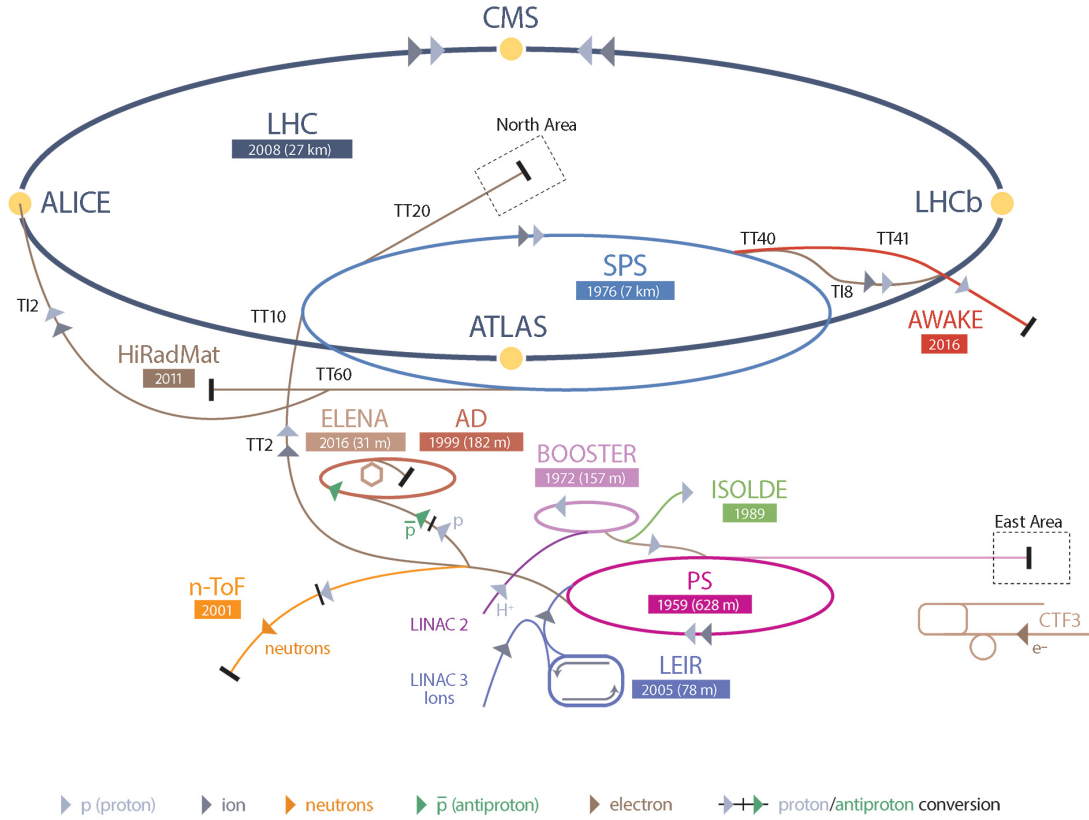 CMS
LHC
2008 (27 km)
North Area
ALICE
TT20
LHCb
TT40
TT41
SPS
1976 (7 km)
TI8
TI2
TT10
ATLAS
AWAKE
2016
HiRadMat
2011
TT60
ELENA
2016 (31 m)
AD
1999 (182 m)
TT2
BOOSTER
1972 (157 m)
ISOLDE
1989
p̅
p
East Area
n-ToF
2001
PS
1959 (628 m)
H⁺
LINAC 2
CTF3
e⁻
neutrons
LINAC 3
Ions
LEIR
2005 (78 m)
p (proton)
ion
neutrons
p̅ (antiproton)
electron
proton/antiproton conversion